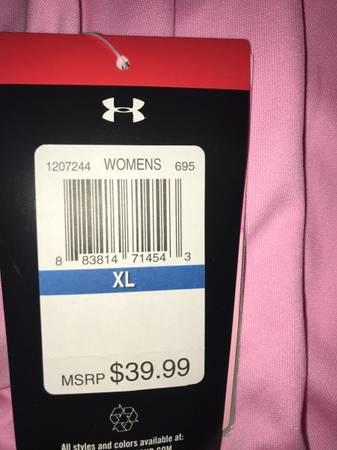 1207244 WOMENS 695
8 83814 71454 3
XL
MSRP $39.99
All styles and colors available at: